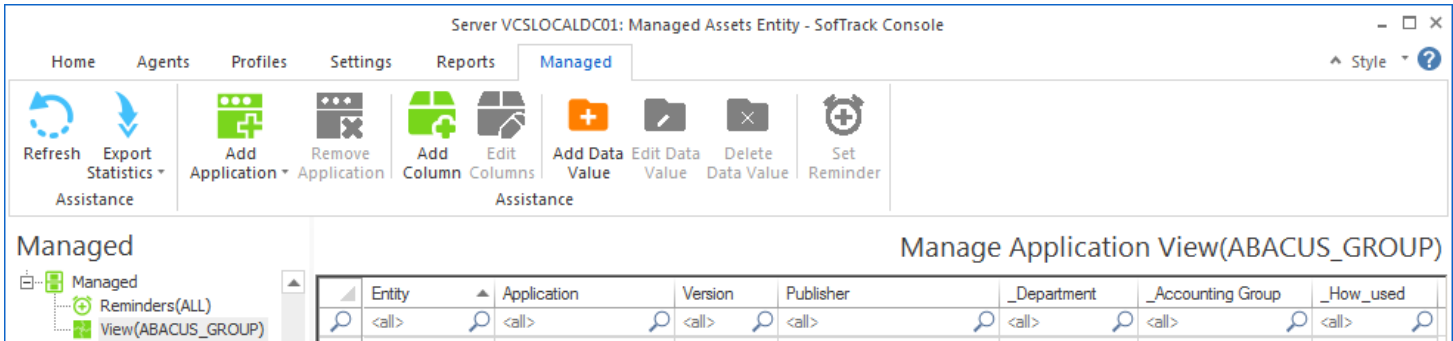 Server VCSLOCALDC01: Managed Assets Entity - SofTrack Console
Home Agents Profiles Settings Reports Managed Style ?
Refresh Export Add Remove Add Edit Add Data Edit Data Delete Set
Statistics Application Application Column Columns Value Value Data Value Reminder
Assistance Assistance
Managed Manage Application View(ABACUS_GROUP)
Managed
Entity Application Version Publisher _Department _Accounting Group _How_used
Reminders(ALL)
<all> <all> <all> <all> <all> <all> <all>
View(ABACUS_GROUP)